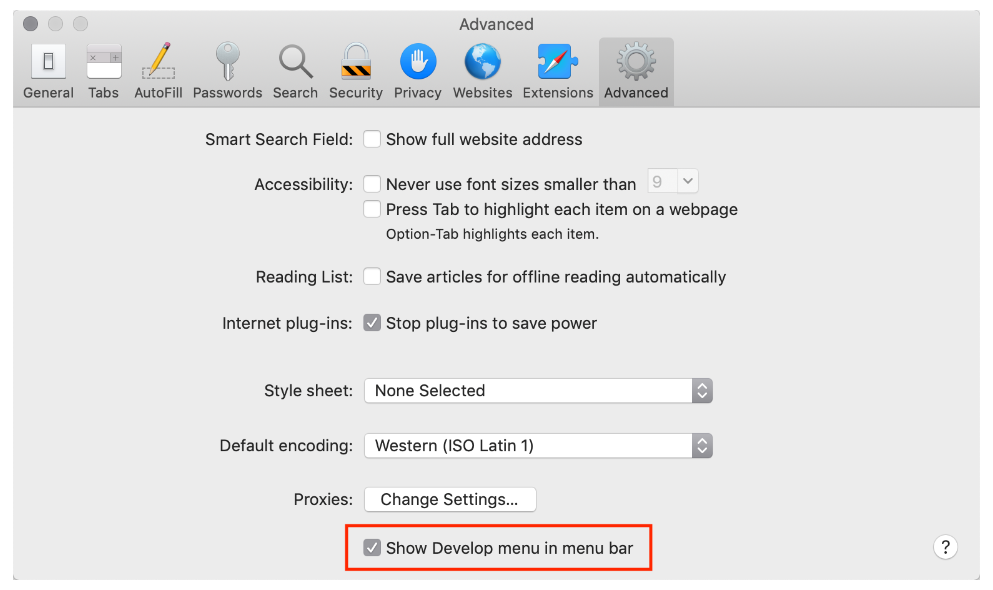 Advanced
General Tabs AutoFill Passwords Search Security Privacy Websites Extensions Advanced
Smart Search Field: Show full website address
Accessibility: Never use font sizes smaller than 9
Press Tab to highlight each item on a webpage
Option-Tab highlights each item.
Reading List: Save articles for offline reading automatically
Internet plug-ins: Stop plug-ins to save power
Style sheet: None Selected
Default encoding: Western (ISO Latin 1)
Proxies: Change Settings...
Show Develop menu in menu bar
?